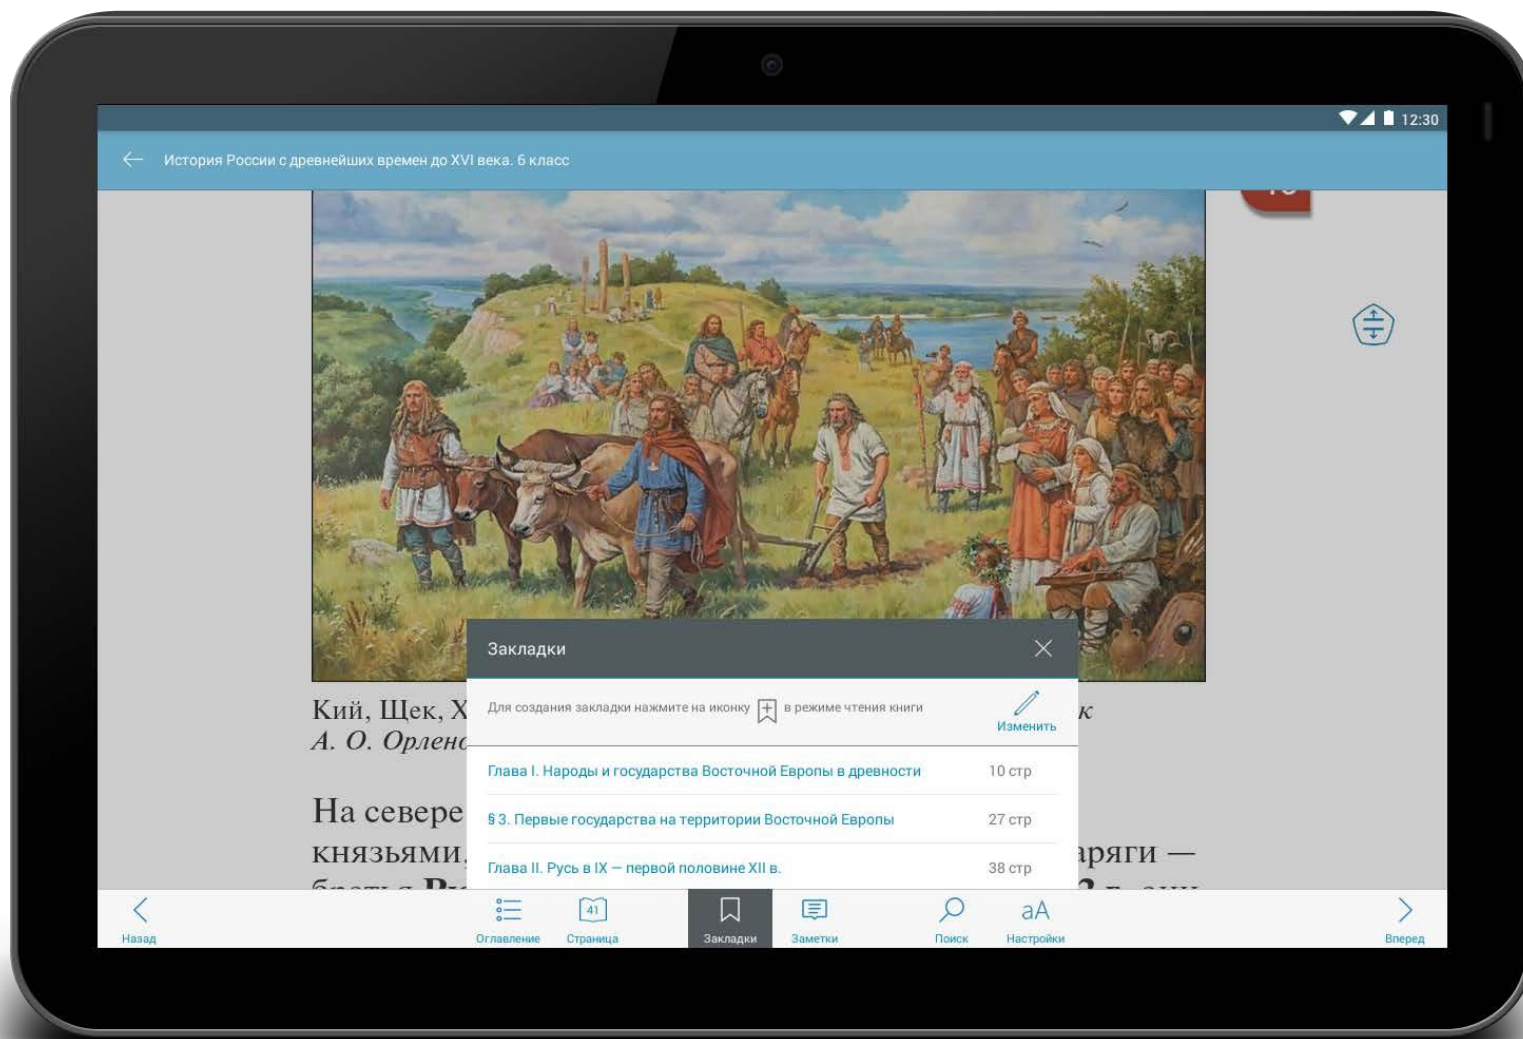 12:30
История России с древнейших времен до XVI века. 6 класс
Кий, Щек, Х
к
А. О. Орлено
На севере
князьями,
аряги —
Закладки
Для создания закладки нажмите на иконку в режиме чтения книги
Изменить
Глава I. Народы и государства Восточной Европы в древности 10 стр
§ 3. Первые государства на территории Восточной Европы 27 стр
Глава II. Русь в IX — первой половине XII в. 38 стр
Назад
Оглавление
41
Страница
Закладки
Заметки
Поиск
аА
Настройки
Вперед